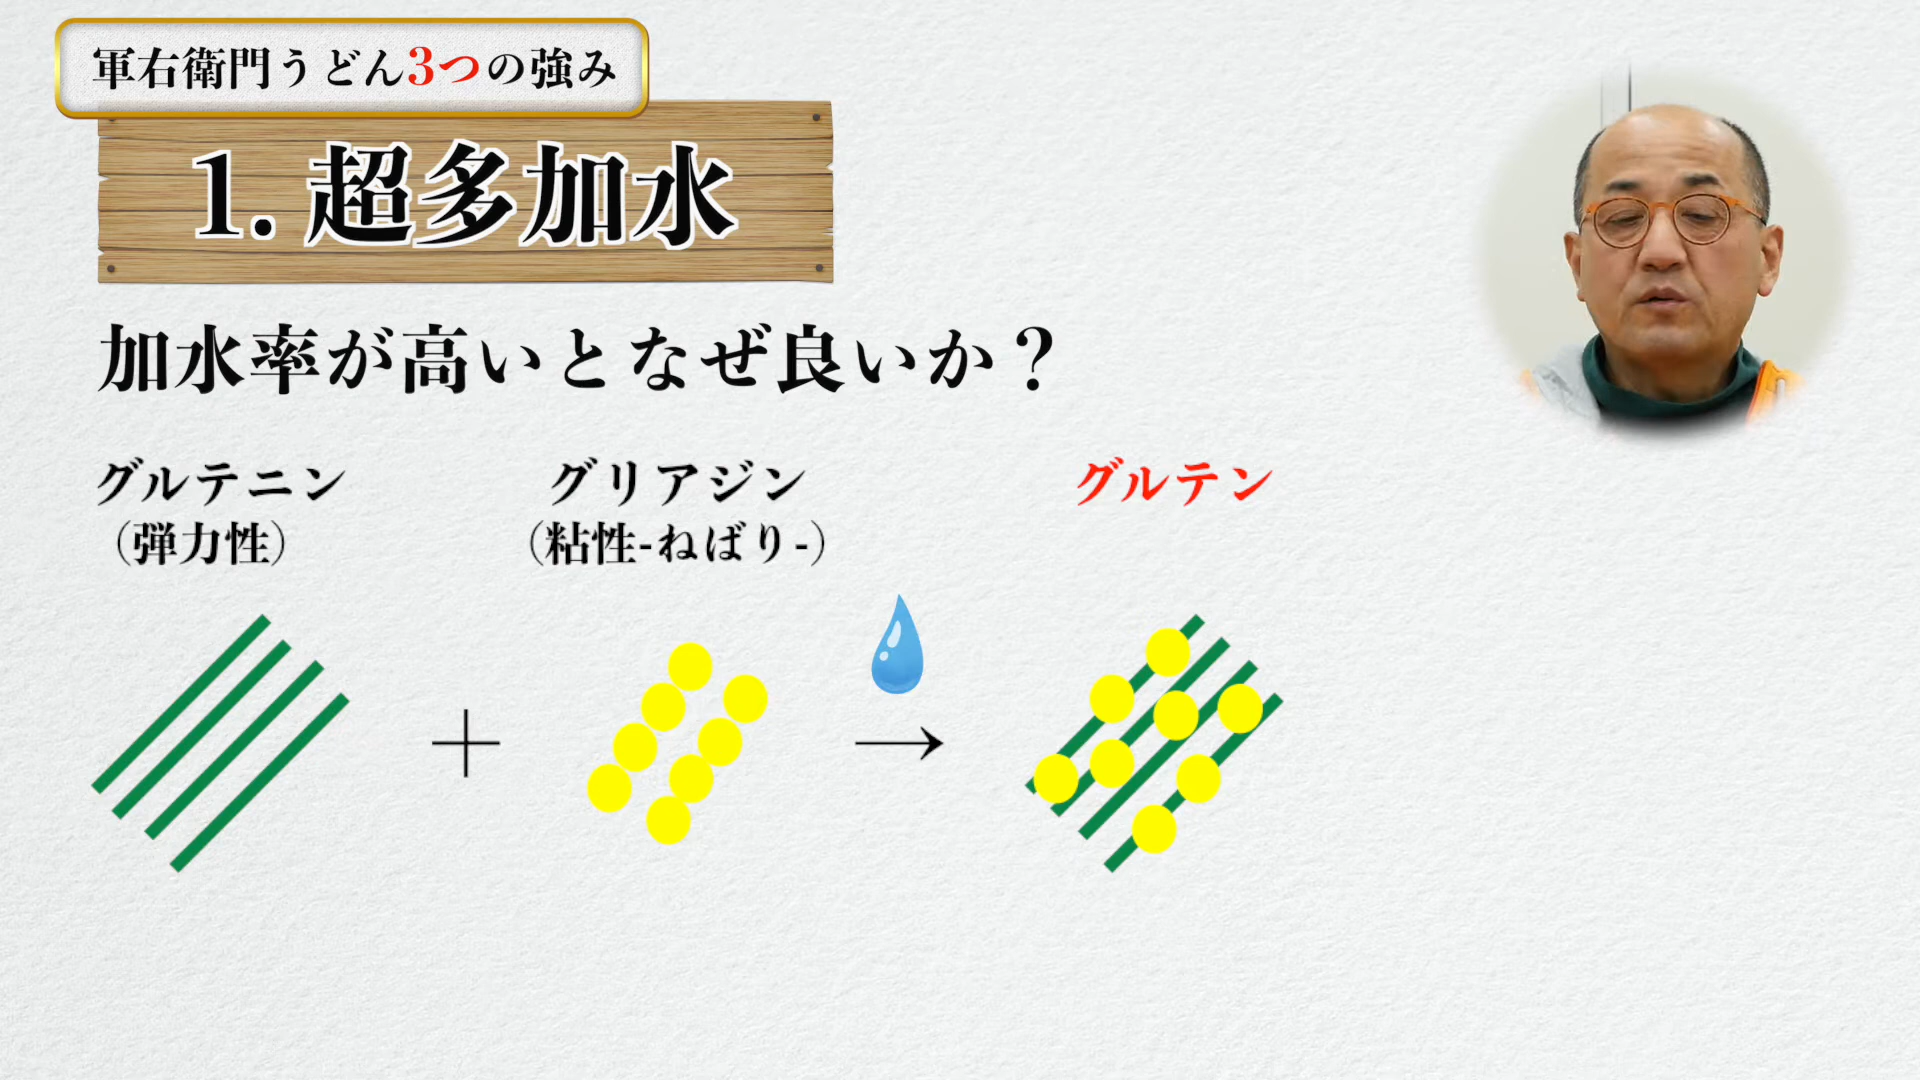 軍右衛門うどん3つの強み
1. 超多加水
加水率が高いとなぜ良いか？
グルテニン
（弾力性）
グリアジン
（粘性-ねばり-）
グルテン